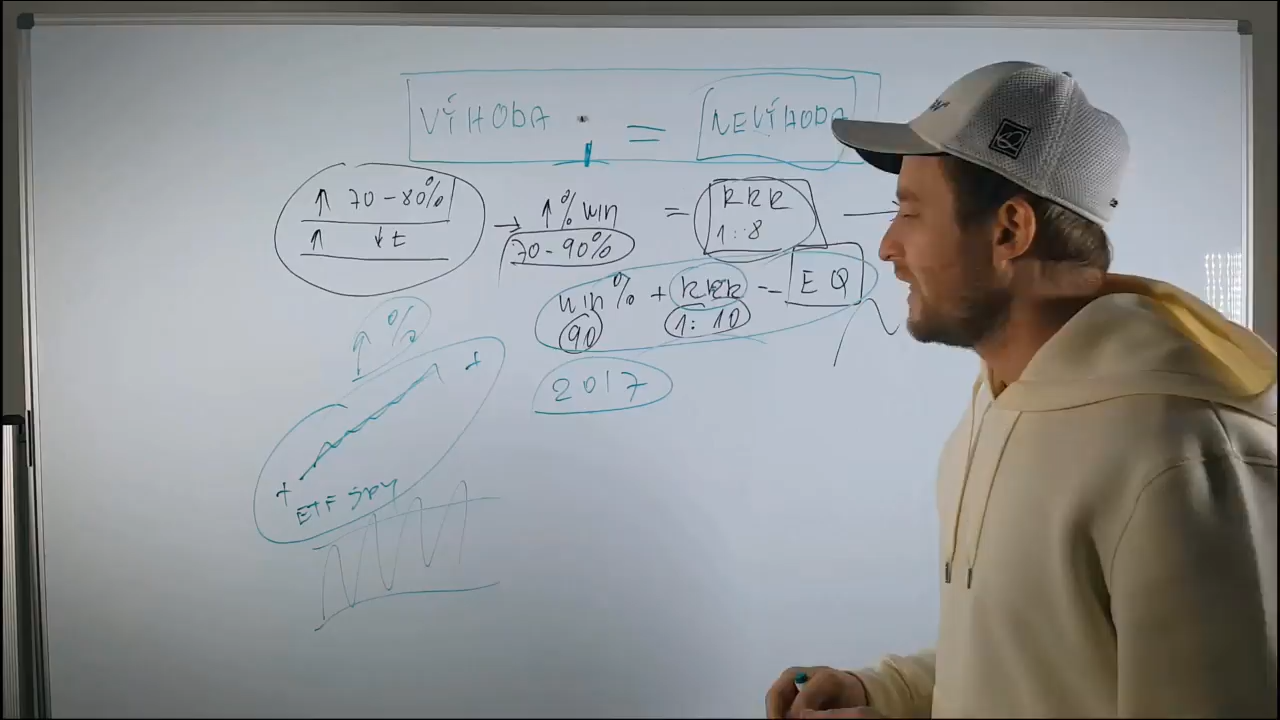 VÝHODA = NEVÝHODA
↑ 70-80% → ↑ % WIN = RRR
↑ ↓t 70-90% 1::8
WIN% + RRR - EQ
90 1:10
↑ %
2017
+
+
ETF SPY